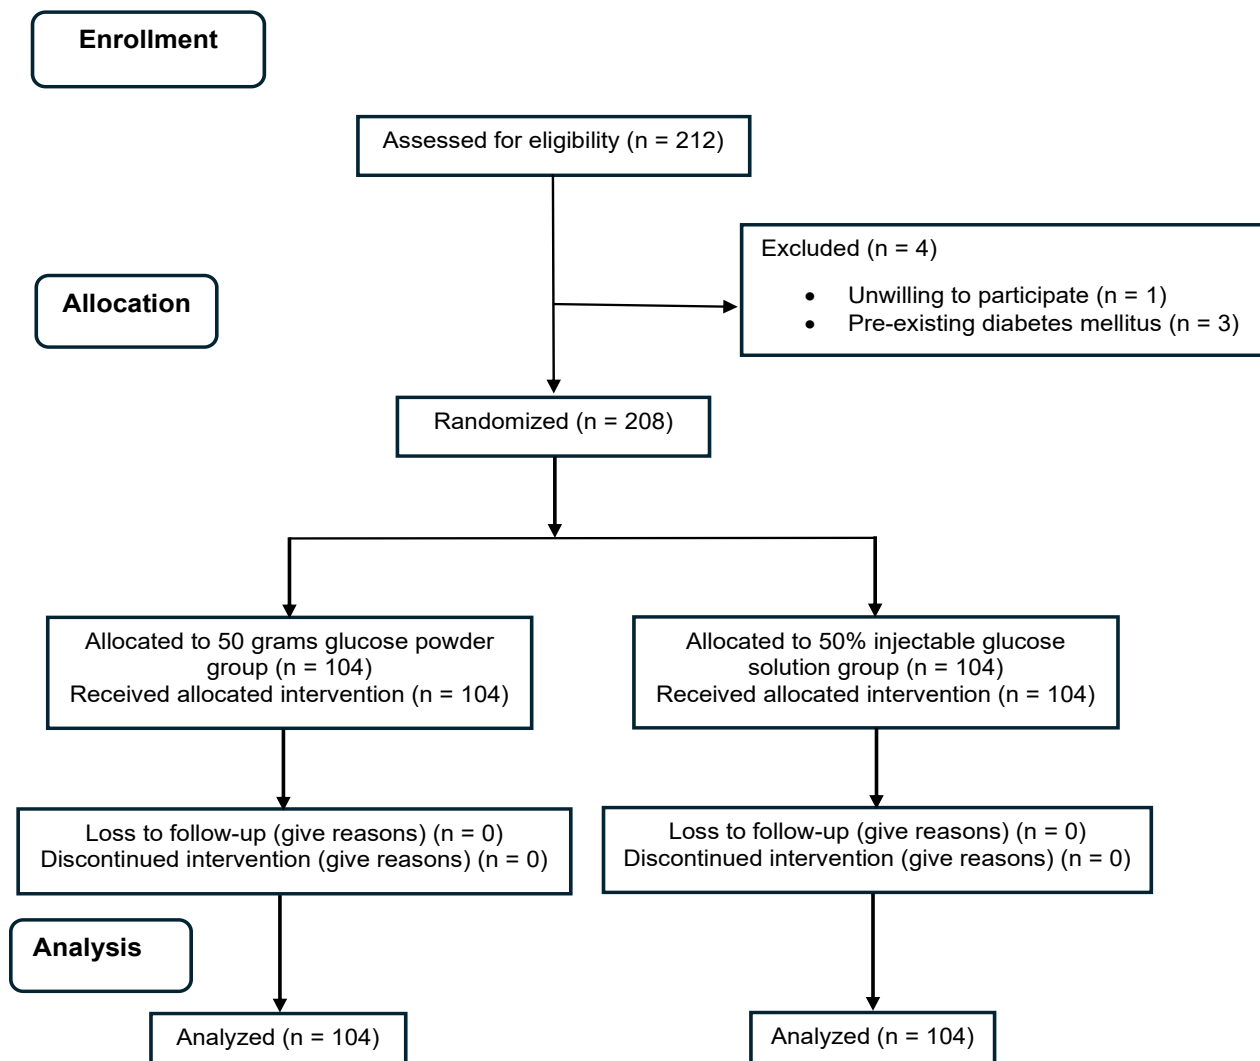 Enrollment
Assessed for eligibility (n = 212)
Excluded (n = 4)
• Unwilling to participate (n = 1)
• Pre-existing diabetes mellitus (n = 3)
Allocation
Randomized (n = 208)
Allocated to 50 grams glucose powder
group (n = 104)
Received allocated intervention (n = 104)
Allocated to 50% injectable glucose
solution group (n = 104)
Received allocated intervention (n = 104)
Loss to follow-up (give reasons) (n = 0)
Discontinued intervention (give reasons) (n = 0)
Loss to follow-up (give reasons) (n = 0)
Discontinued intervention (give reasons) (n = 0)
Analysis
Analyzed (n = 104)
Analyzed (n = 104)